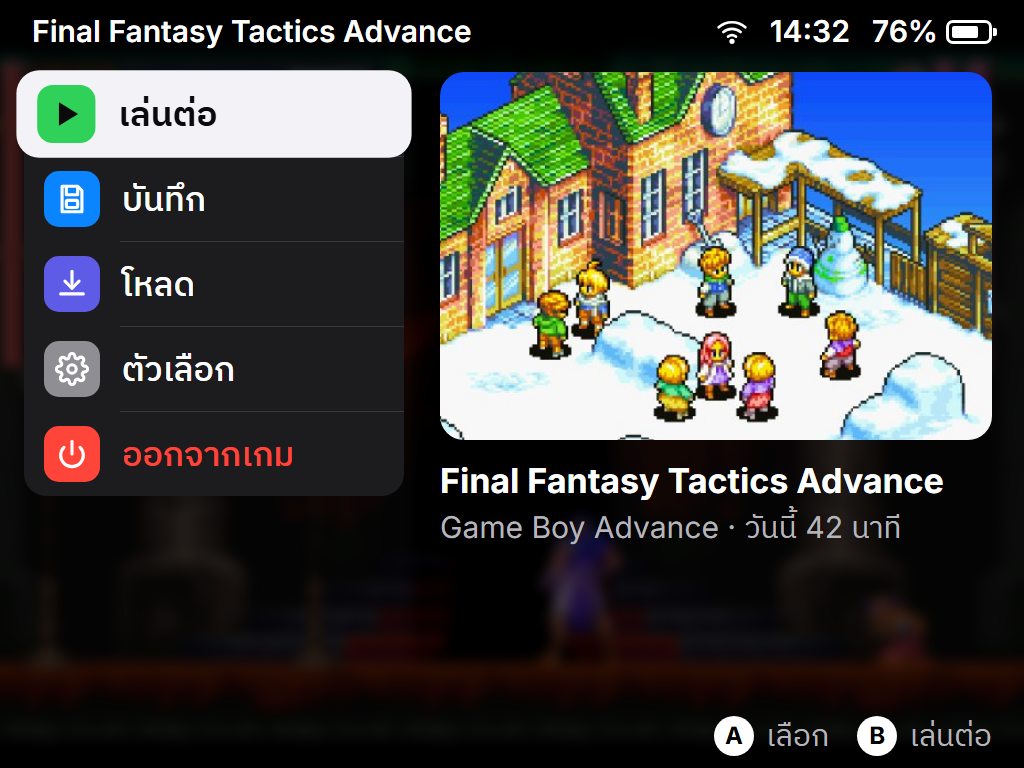 Final Fantasy Tactics Advance
14:32 76%
เล่นต่อ
บันทึก
โหลด
ตัวเลือก
ออกจากเกม
Final Fantasy Tactics Advance
Game Boy Advance · วันนี้ 42 นาที
A เลือก B เล่นต่อ